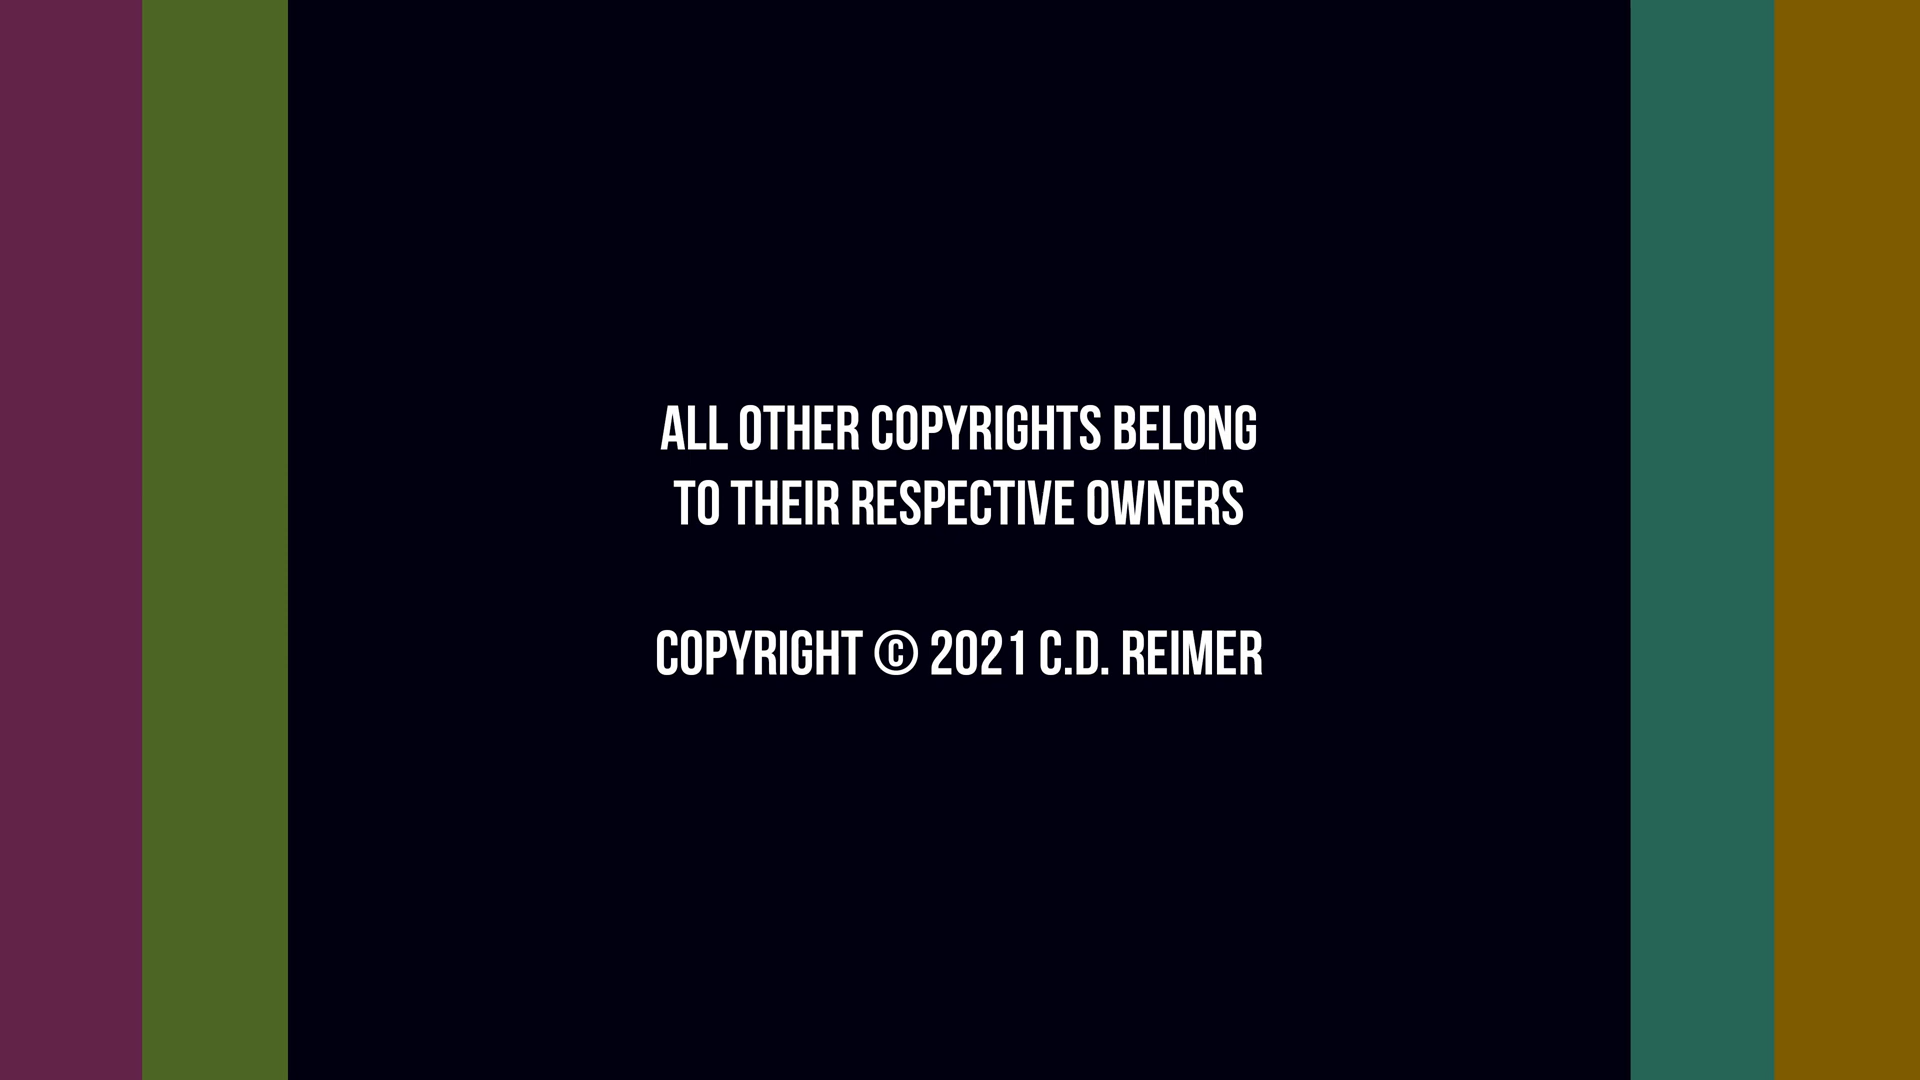 ALL OTHER COPYRIGHTS BELONG
TO THEIR RESPECTIVE OWNERS
COPYRIGHT © 2021 C.D. REIMER